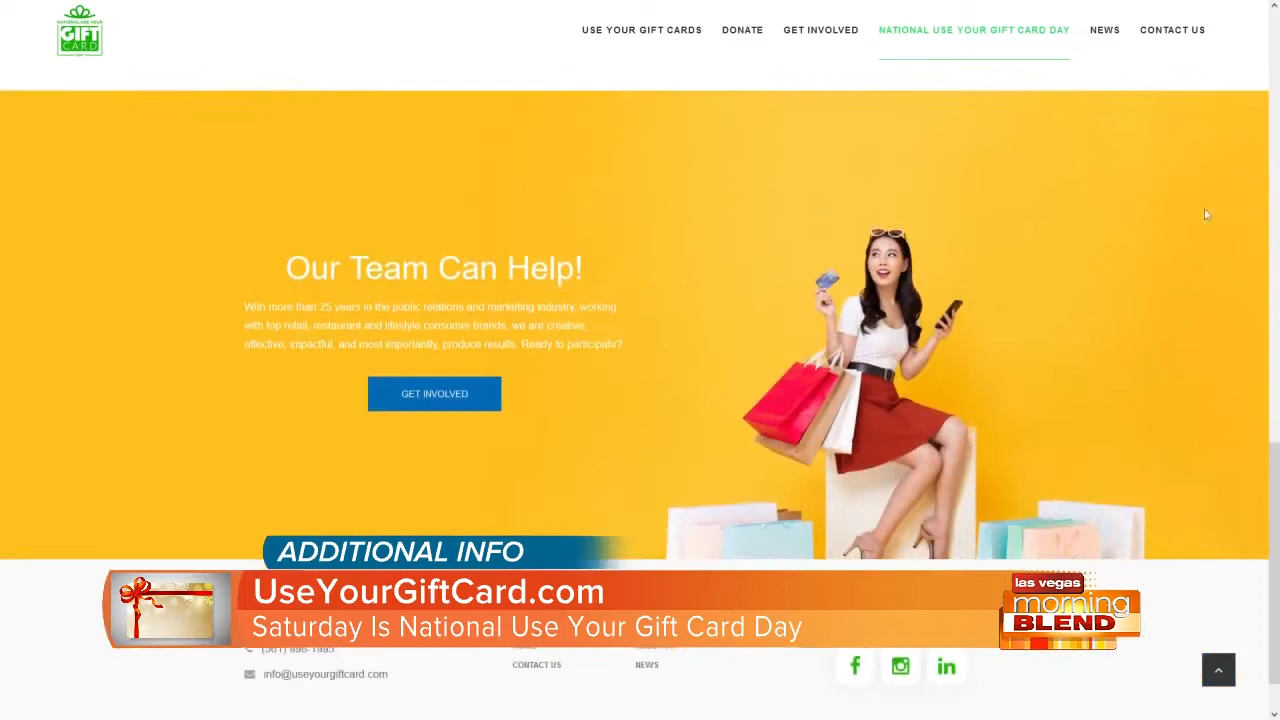 NATIONAL USE YOUR
GIFT
CARD
DAY
USE YOUR GIFT CARDS
DONATE
GET INVOLVED
NATIONAL USE YOUR GIFT CARD DAY
NEWS
CONTACT US
Our Team Can Help!
With more than 25 years in the public relations and marketing industry, working
with top retail, restaurant and lifestyle consumer brands, we are creative,
effective, impactful, and most importantly, produce results. Ready to participate?
GET INVOLVED
ADDITIONAL INFO
UseYourGiftCard.com
Saturday Is National Use Your Gift Card Day
las vegas
morning
BLEND
CONTACT US
NEWS
info@useyourgiftcard.com